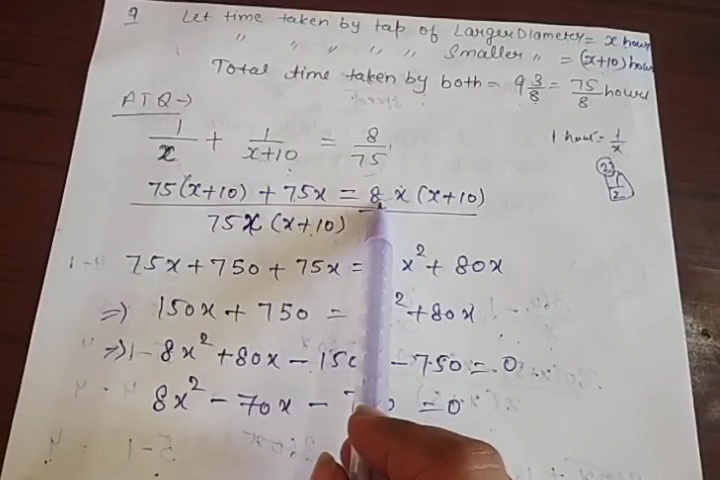 9 Let time taken by tap of Larger Diameter = x hours
" " " " " Smaller " = (x+10) hours
Total time taken by both = 9 3/8 = 75/8 hours
ATQ→
1/x + 1/(x+10) = 8/75
1 hour = 1/x
75(x+10) + 75x = 8x(x+10)
75x(x+10)
75x + 750 + 75x = x² + 80x
⇒ 150x + 750 = ² + 80x
⇒ 8x² + 80x - 15 - 750 = 0
8x² - 70x - = 0